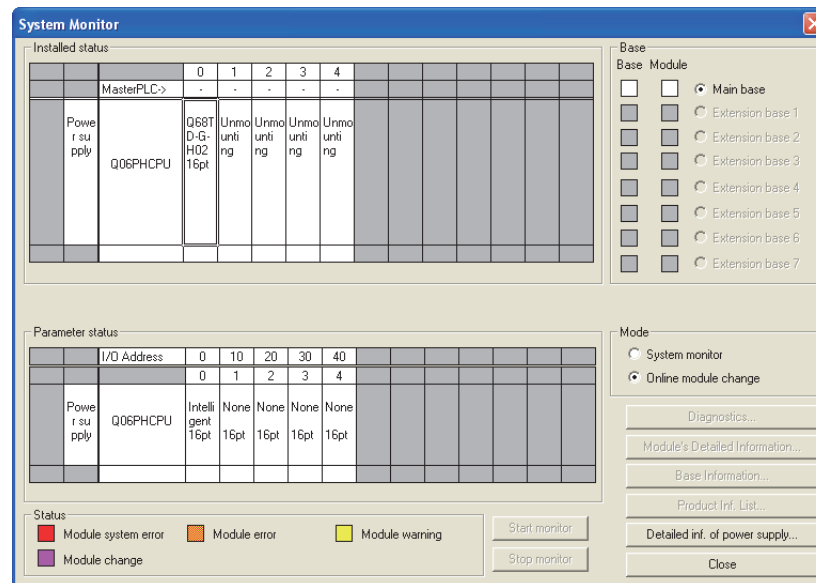 System Monitor
Installed status
0 1 2 3 4
MasterPLC-> - - - - -
Powe
r su
pply
Q06PHCPU
Q68T
D-G-
H02
16pt
Unmo
unti
ng
Unmo
unti
ng
Unmo
unti
ng
Unmo
unti
ng
Base
Base Module
Main base
Extension base 1
Extension base 2
Extension base 3
Extension base 4
Extension base 5
Extension base 6
Extension base 7
Parameter status
I/O Address 0 10 20 30 40
0 1 2 3 4
Powe
r su
pply
Q06PHCPU
Intelli
gent
16pt
None
16pt
None
16pt
None
16pt
None
16pt
Mode
System monitor
Online module change
Diagnostics...
Module's Detailed Information...
Base Information...
Product Inf. List...
Detailed inf. of power supply...
Close
Status
Module system error
Module error
Module warning
Module change
Start monitor
Stop monitor